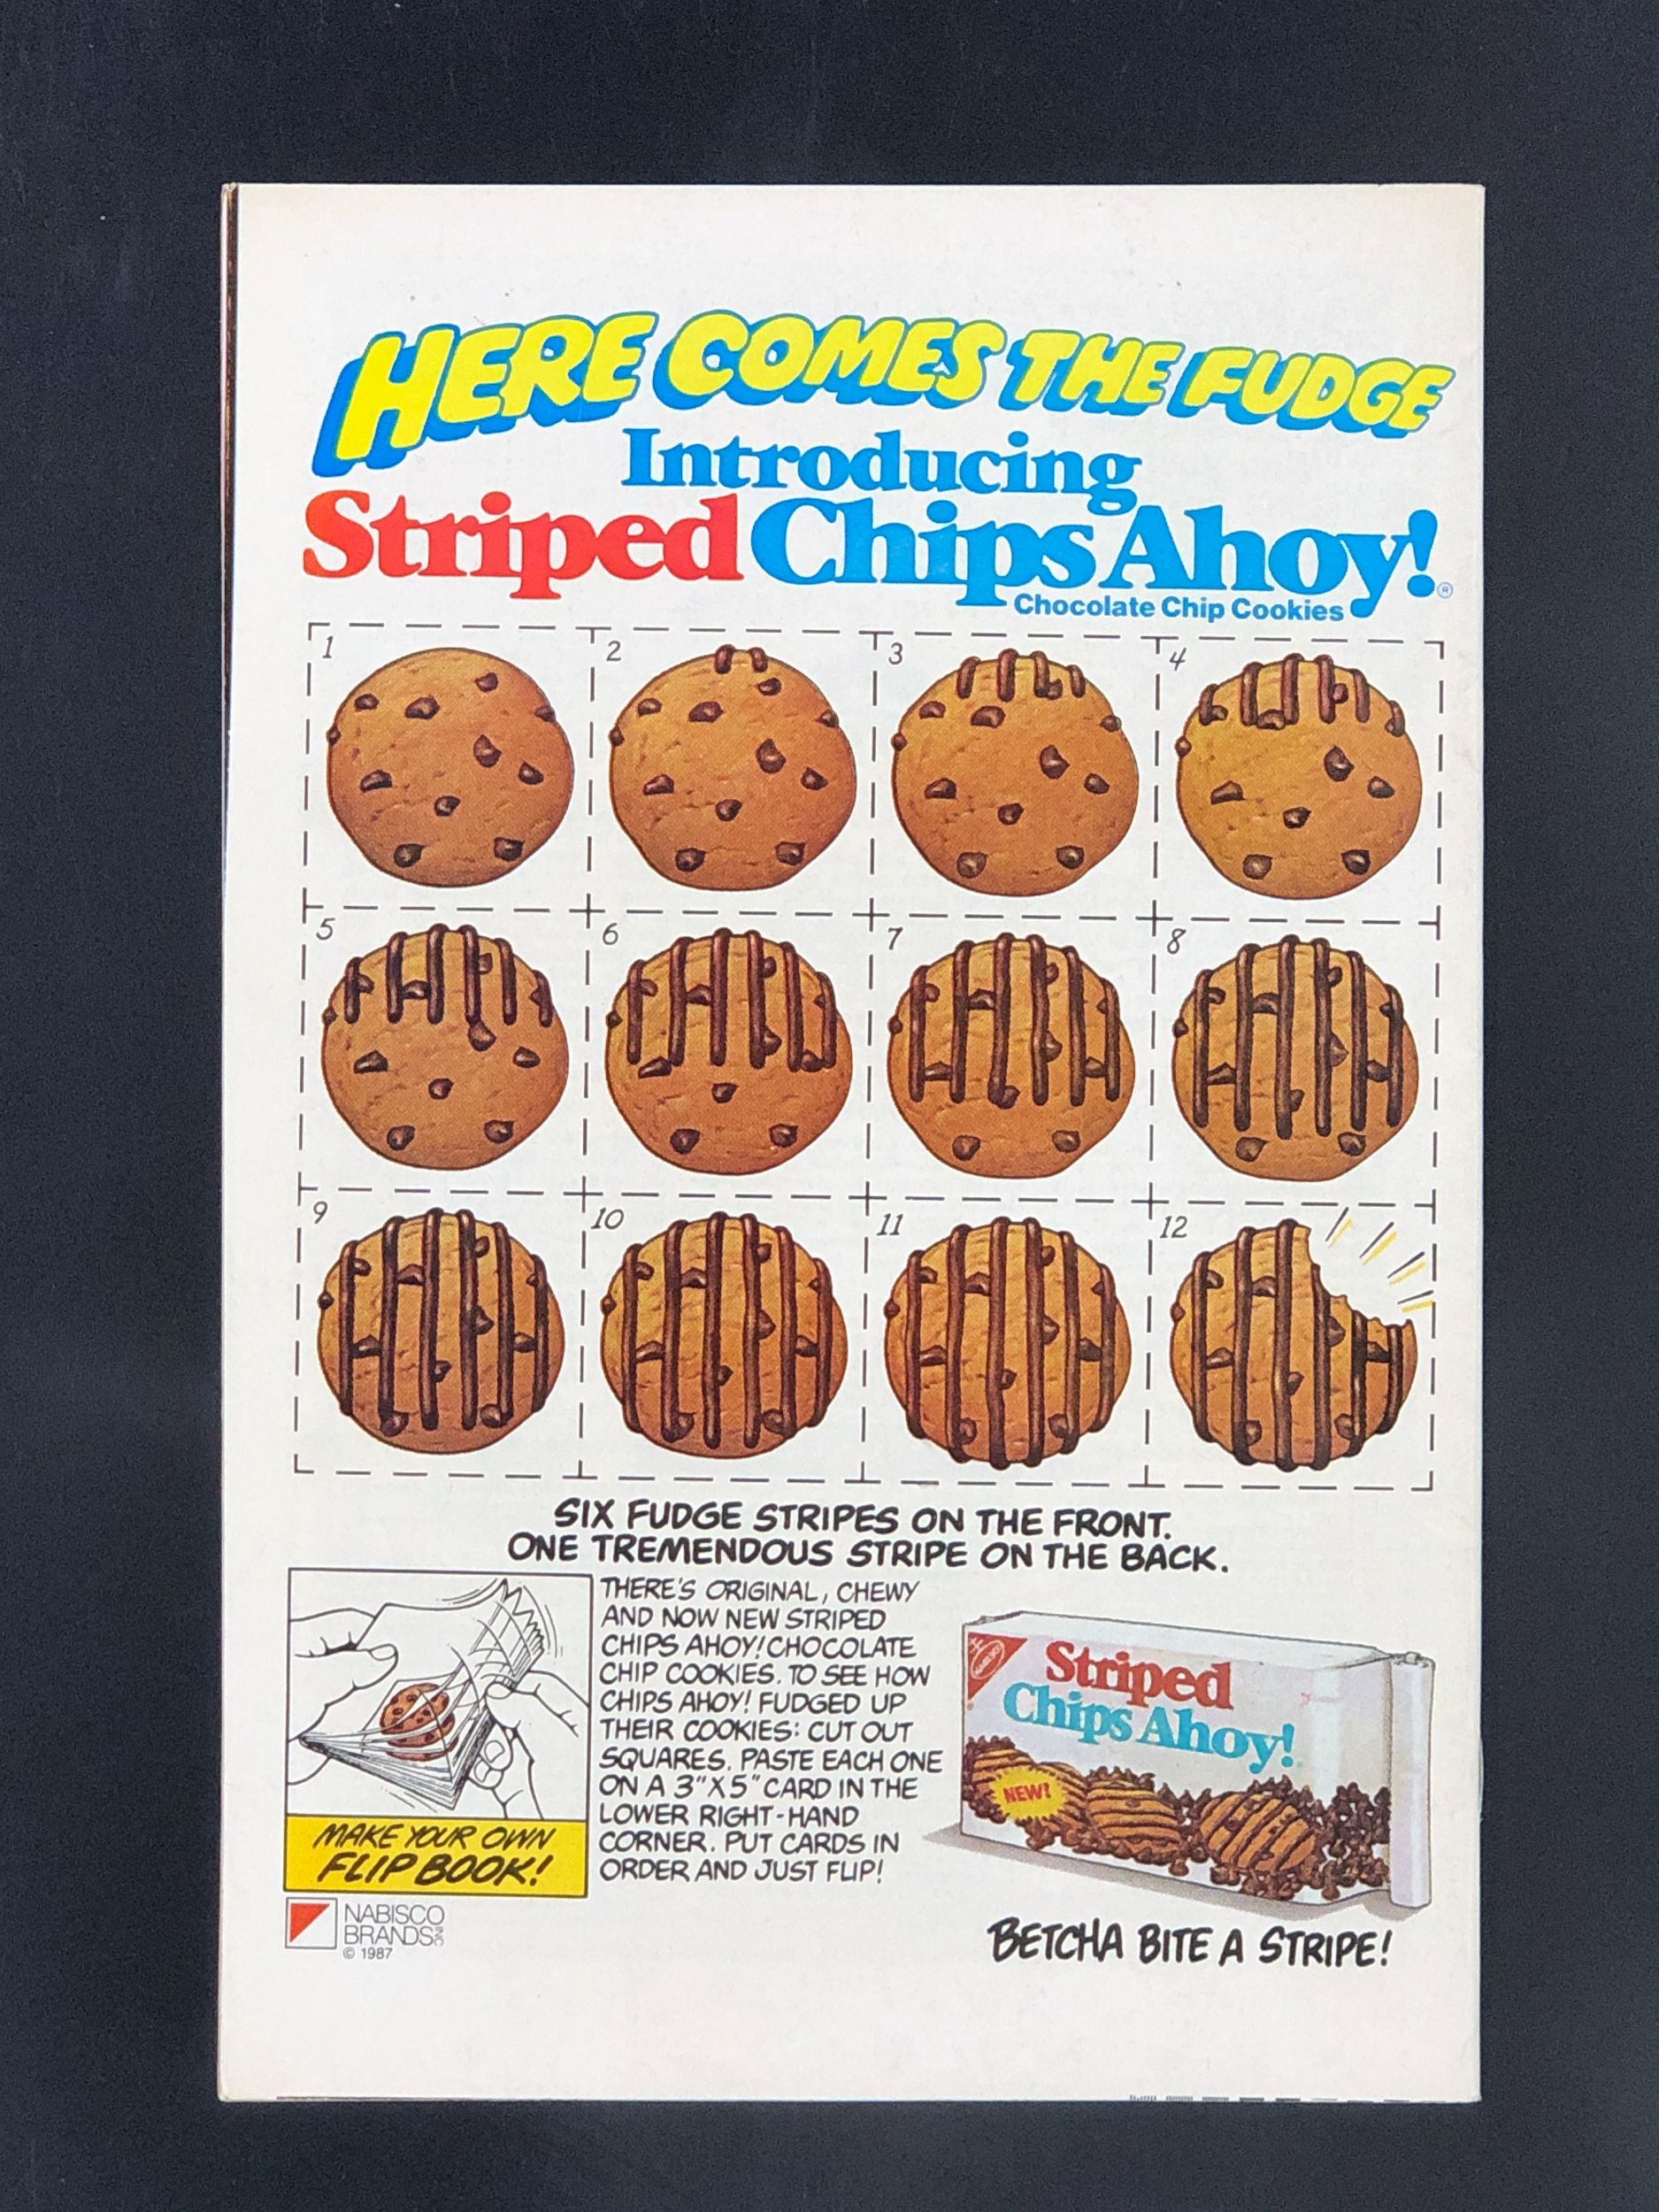 HERE COMES THE FUDGE
Introducing
Striped Chips Ahoy!®
Chocolate Chip Cookies
1
2
3
4
5
6
7
8
9
10
11
12
SIX FUDGE STRIPES ON THE FRONT.
ONE TREMENDOUS STRIPE ON THE BACK.
THERE'S ORIGINAL, CHEWY
AND NOW NEW STRIPED
CHIPS AHOY! CHOCOLATE
CHIP COOKIES. TO SEE HOW
CHIPS AHOY! FUDGED UP
THEIR COOKIES: CUT OUT
SQUARES. PASTE EACH ONE
ON A 3"X5" CARD IN THE
LOWER RIGHT-HAND
CORNER. PUT CARDS IN
ORDER AND JUST FLIP!
MAKE YOUR OWN
FLIP BOOK!
NABISCO
Striped
Chips Ahoy!
NEW!
NABISCO
BRANDS INC
© 1987
BETCHA BITE A STRIPE!